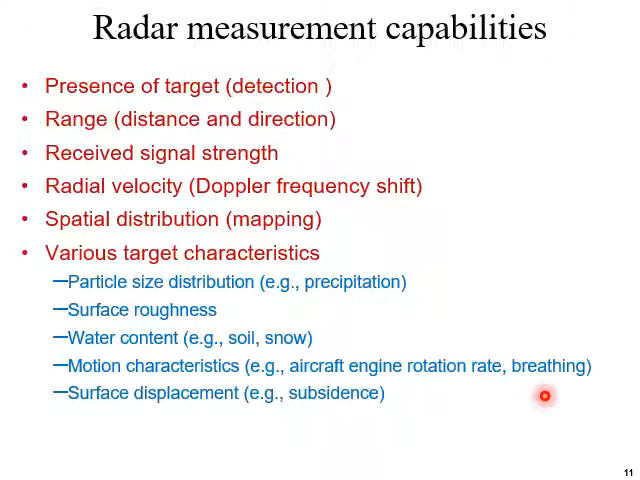 Radar measurement capabilities
• Presence of target (detection )
• Range (distance and direction)
• Received signal strength
• Radial velocity (Doppler frequency shift)
• Spatial distribution (mapping)
• Various target characteristics
—Particle size distribution (e.g., precipitation)
—Surface roughness
—Water content (e.g., soil, snow)
—Motion characteristics (e.g., aircraft engine rotation rate, breathing)
—Surface displacement (e.g., subsidence)
11